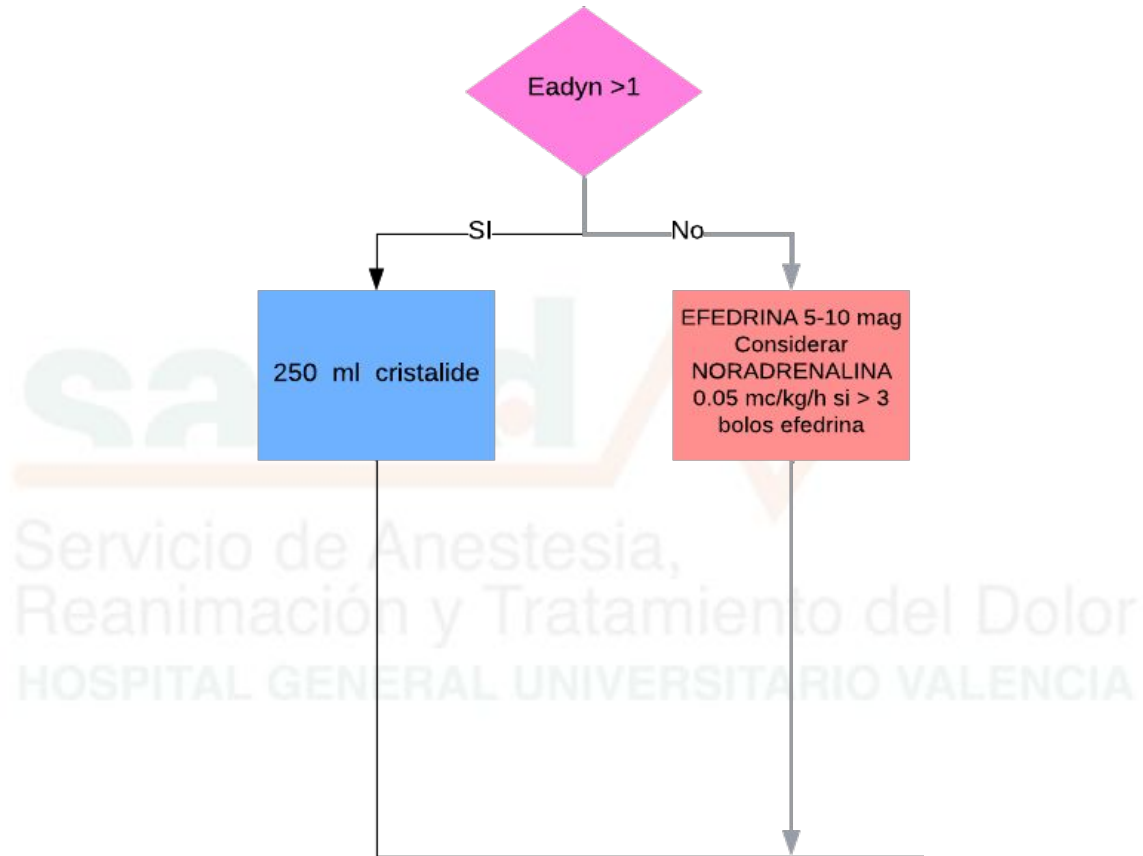 Eadyn >1
SI
No
250 ml cristalide
EFEDRINA 5-10 mag
Considerar
NORADRENALINA
0.05 mc/kg/h si > 3
bolos efedrina
Servicio de Anestesia,
Reanimación y Tratamiento del Dolor
HOSPITAL GENERAL UNIVERSITARIO VALENCIA